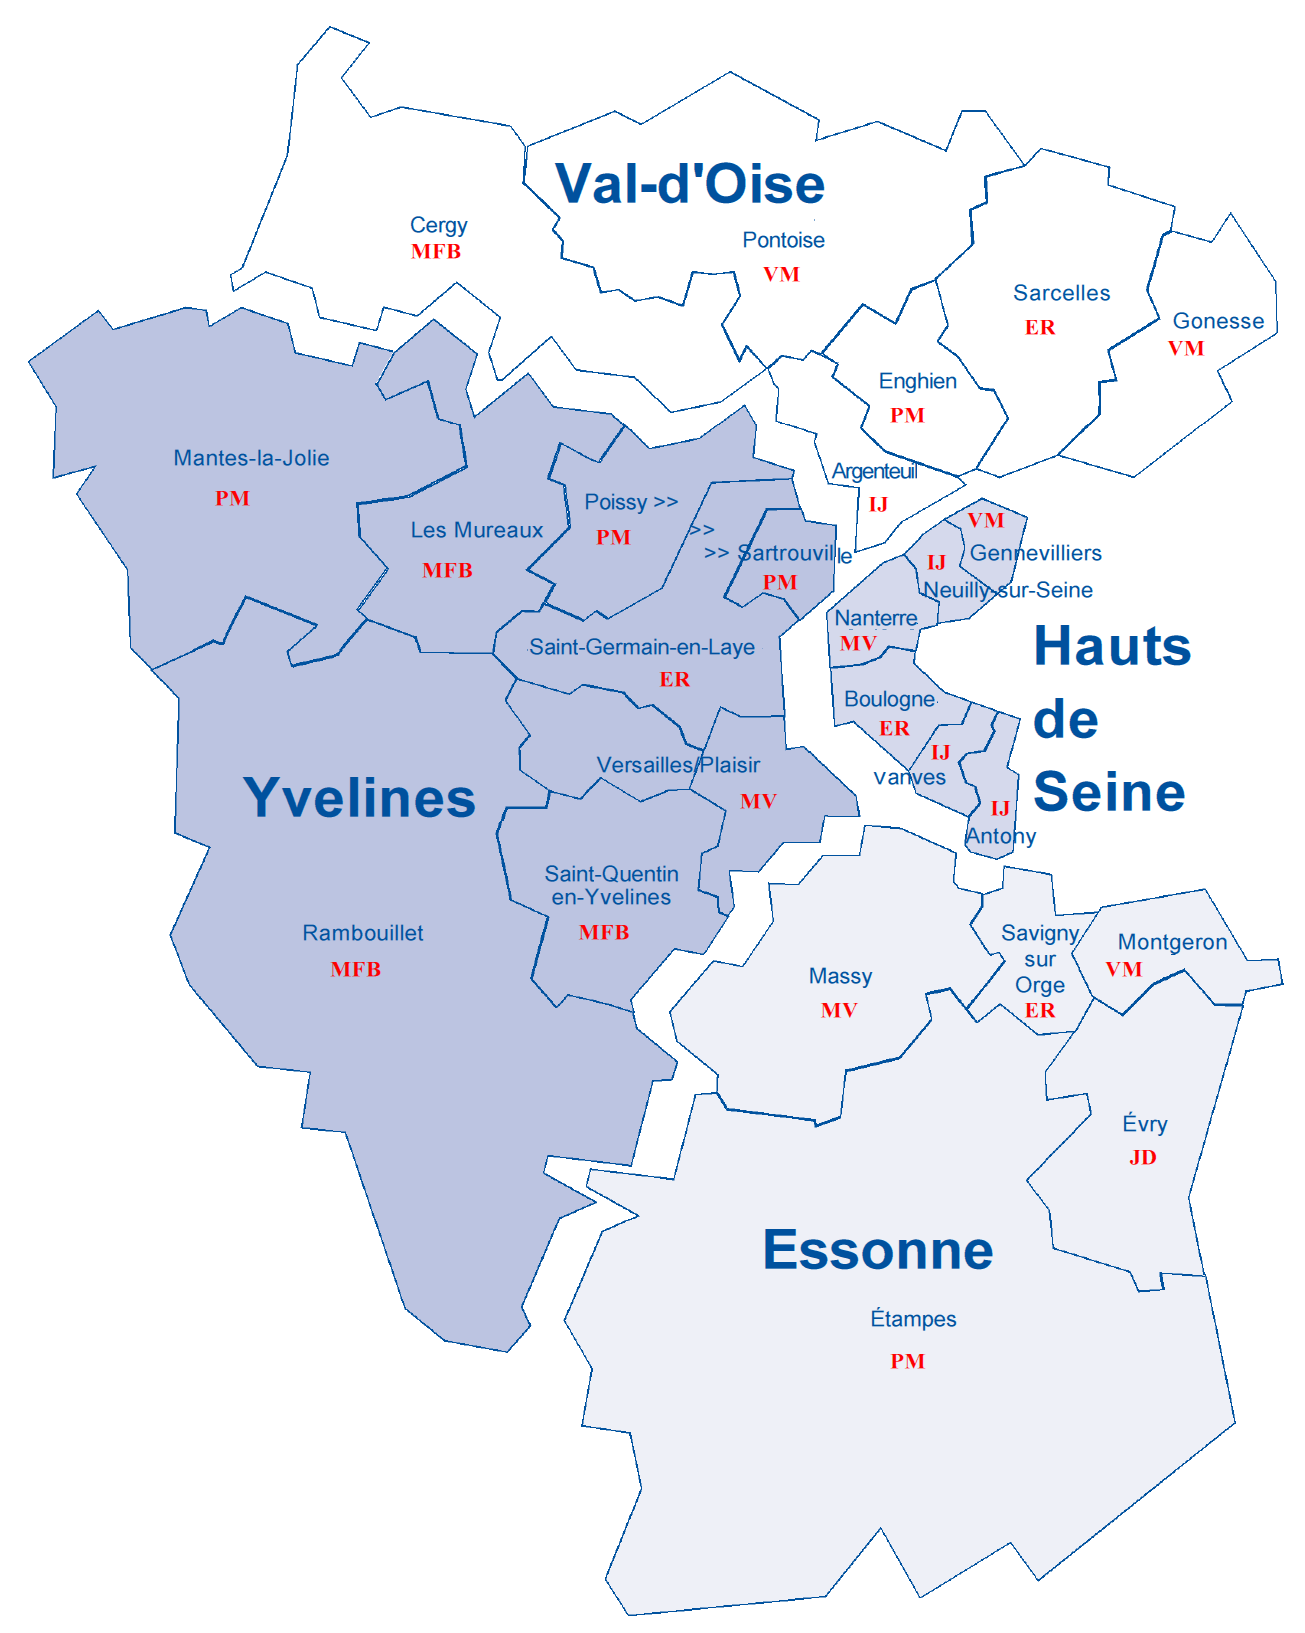 Val-d'Oise
Cergy
MFB
Pontoise
VM
Sarcelles
ER
Gonesse
VM
Enghien
PM
Argenteuil
IJ
Mantes-la-Jolie
PM
Les Mureaux
MFB
Poissy >>
PM
>>
>> Sartrouville
PM
Saint-Germain-en-Laye
ER
Versailles/Plaisir
MV
Yvelines
Saint-Quentin
en-Yvelines
MFB
Rambouillet
MFB
VM
Gennevilliers
IJ
Neuilly-sur-Seine
Nanterre
MV
Hauts
de
Seine
Boulogne
ER
IJ
vanves
IJ
Antony
Massy
MV
Savigny
sur
Orge
ER
Montgeron
VM
Évry
JD
Essonne
Étampes
PM